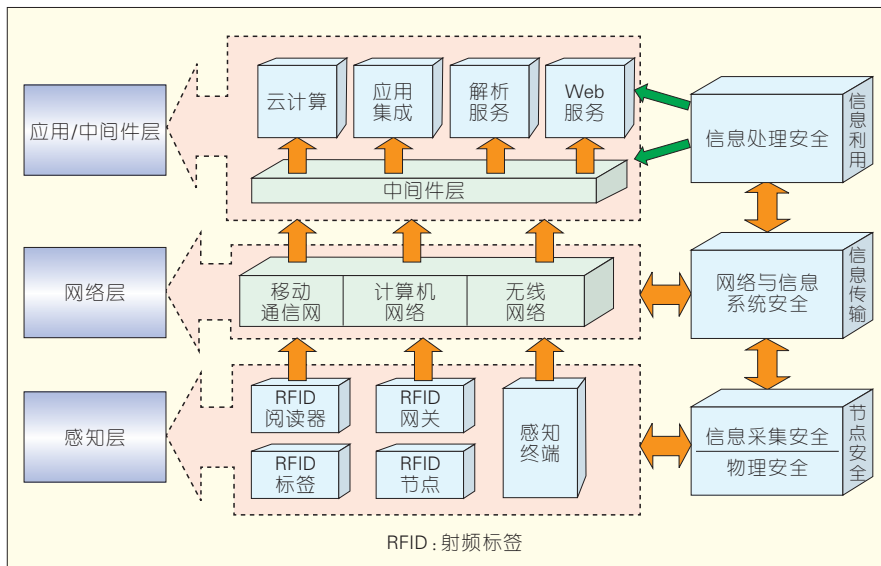 应用/中间件层
云计算
应用
集成
解析
服务
Web
服务
中间件层
信息处理安全
信息利用
网络层
移动
通信网
计算机
网络
无线
网络
网络与信息
系统安全
信息传输
感知层
RFID
阅读器
RFID
网关
RFID
标签
RFID
节点
感知
终端
信息采集安全
物理安全
节点安全
RFID:射频标签